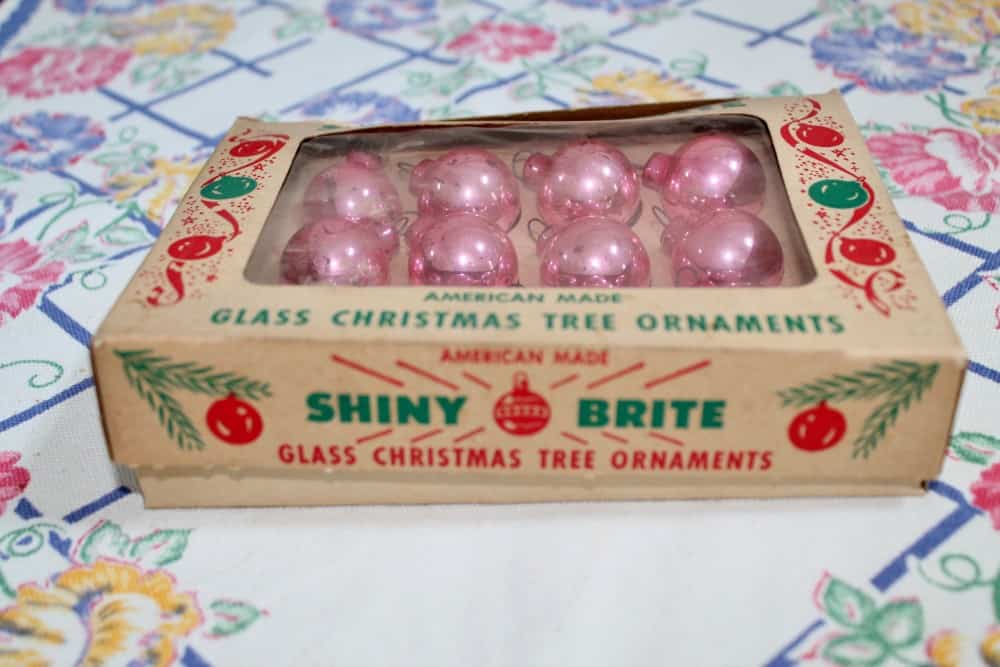 AMERICAN MADE
GLASS CHRISTMAS TREE ORNAMENTS
AMERICAN MADE
SHINY BRITE
GLASS CHRISTMAS TREE ORNAMENTS